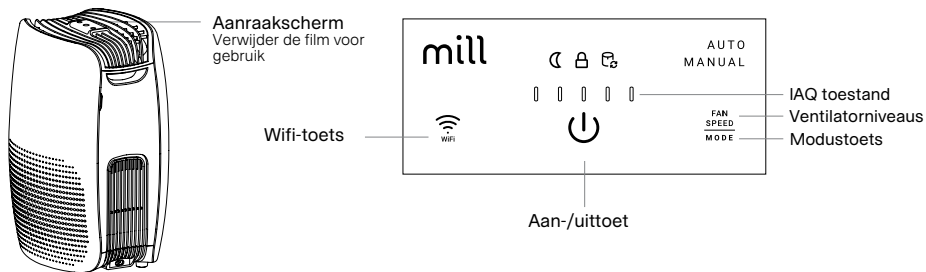 Aanraakscherm
Verwijder de film voor
gebruik
mill
AUTO
MANUAL
IAQ toestand
Wifi-toets
WiFi
FAN
SPEED
MODE
Ventilatorniveaus
Modustoets
Aan-/uittoet